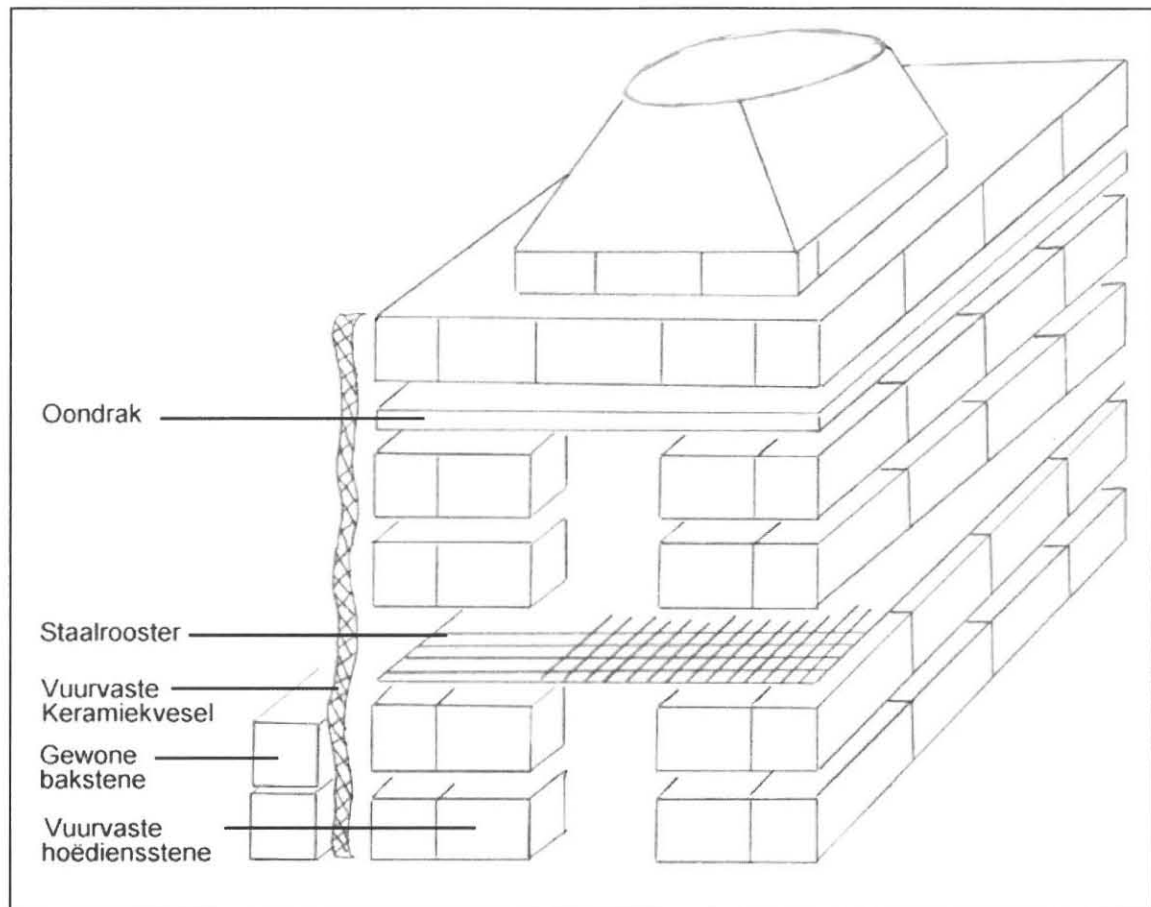 Oondrak
Staalrooster
Vuurvaste
Keramiekvesel
Gewone
bakstene
Vuurvaste
hoëdiensstene